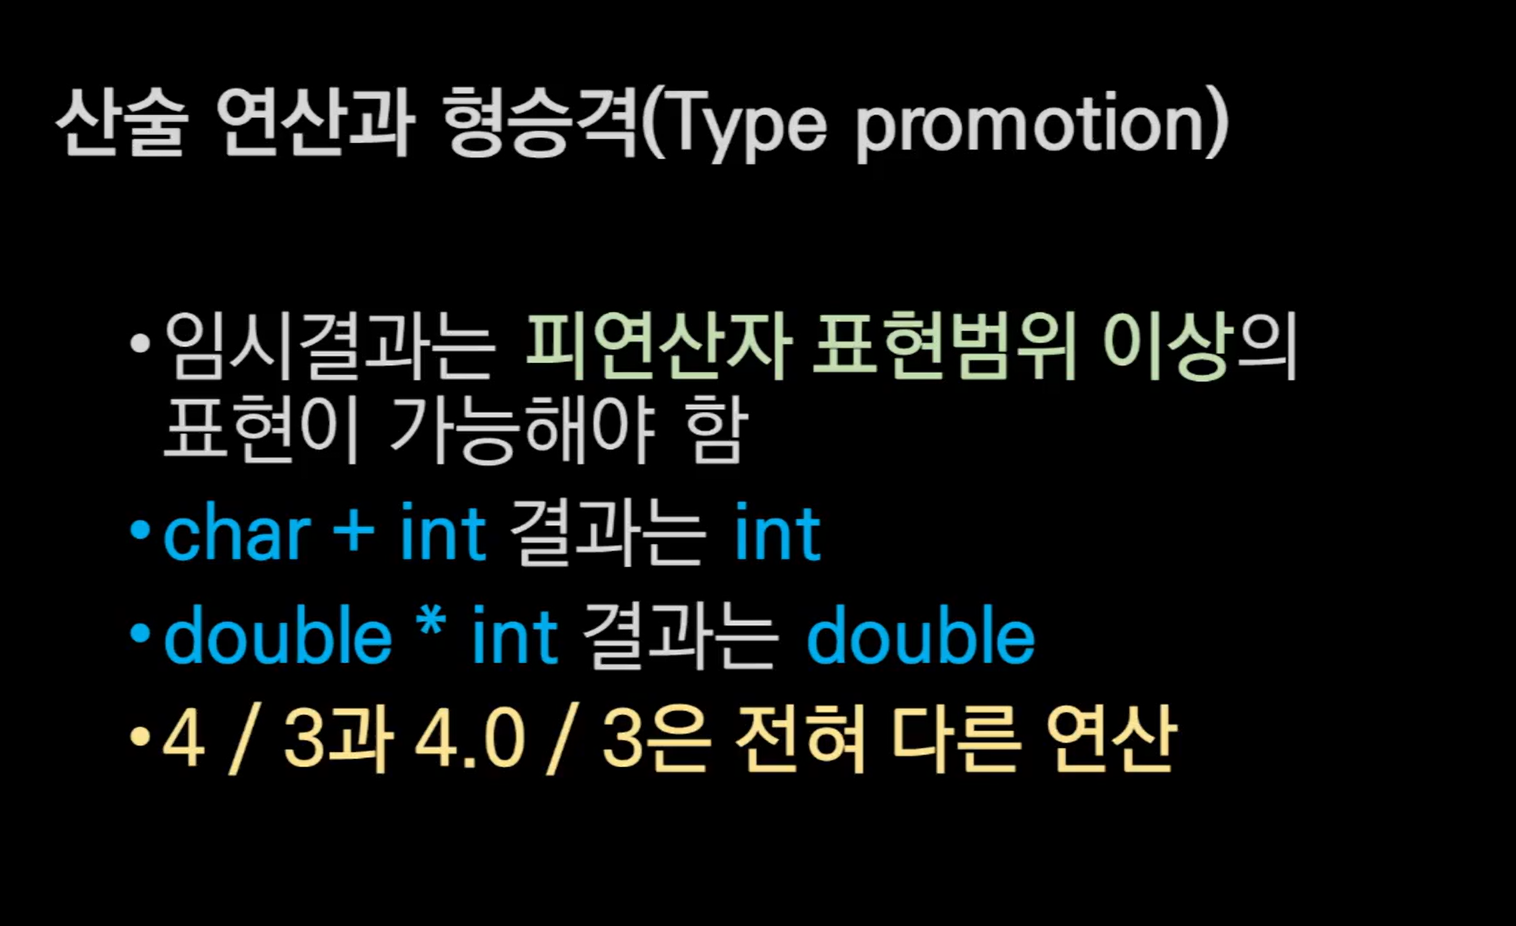 산술 연산과 형승격(Type promotion)
•임시결과는 피연산자 표현범위 이상의
표현이 가능해야 함
•char + int 결과는 int
•double * int 결과는 double
•4 / 3과 4.0 / 3은 전혀 다른 연산